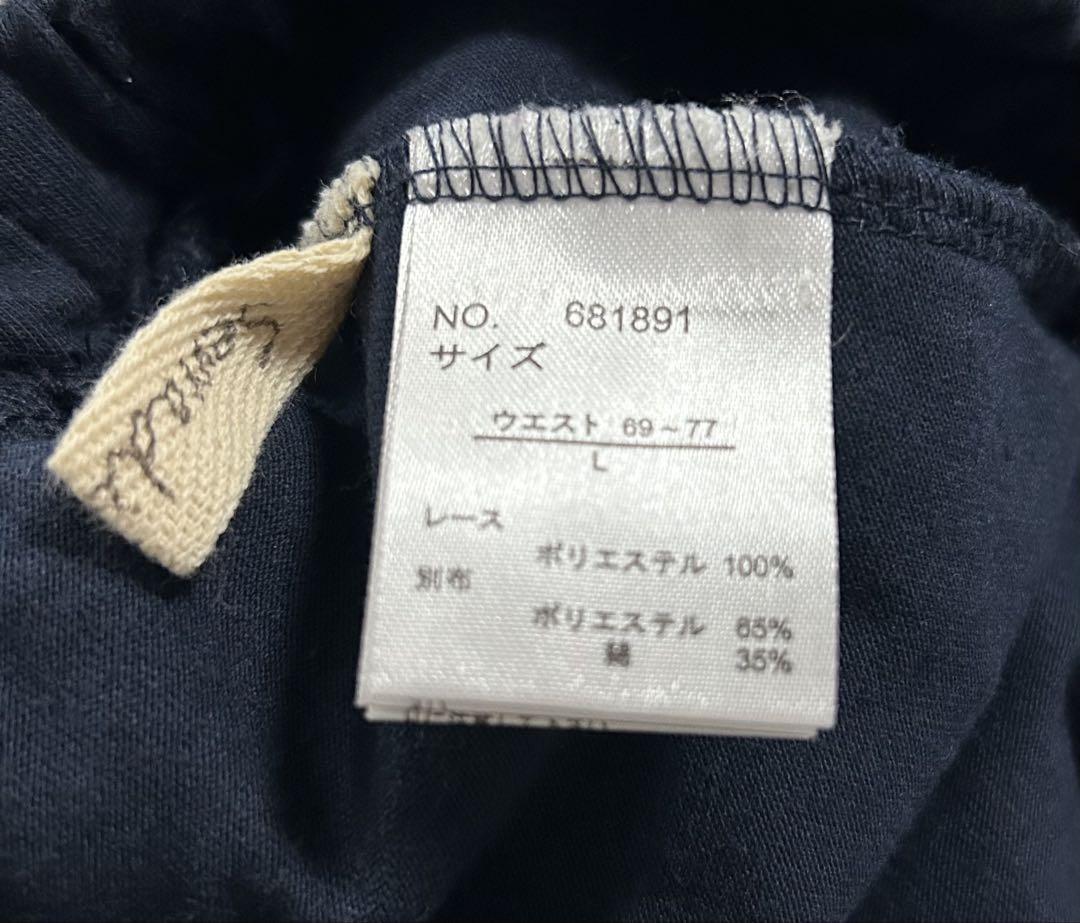 NO. 681891
サイズ
ウエスト 69~77
L
レース
ポリエステル 100%
別布
ポリエステル 65%
綿 35%